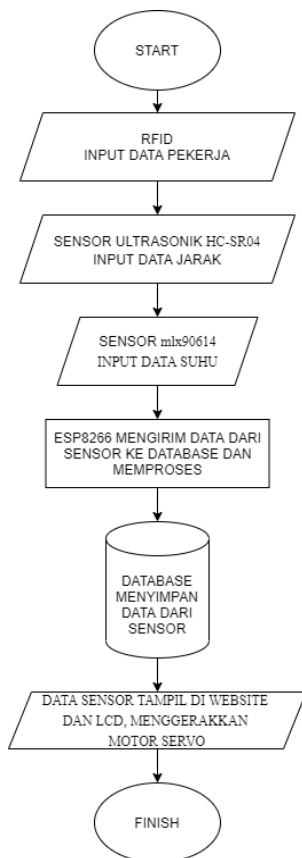 START
RFID
INPUT DATA PEKERJA
SENSOR ULTRASONIK HC-SR04
INPUT DATA JARAK
SENSOR mlx90614
INPUT DATA SUHU
ESP8266 MENGIRIM DATA DARI
SENSOR KE DATABASE DAN
MEMPROSES
DATABASE
MENYIMPAN
DATA DARI
SENSOR
DATA SENSOR TAMPIL DI WEBSITE
DAN LCD, MENGGERAKKAN
MOTOR SERVO
FINISH